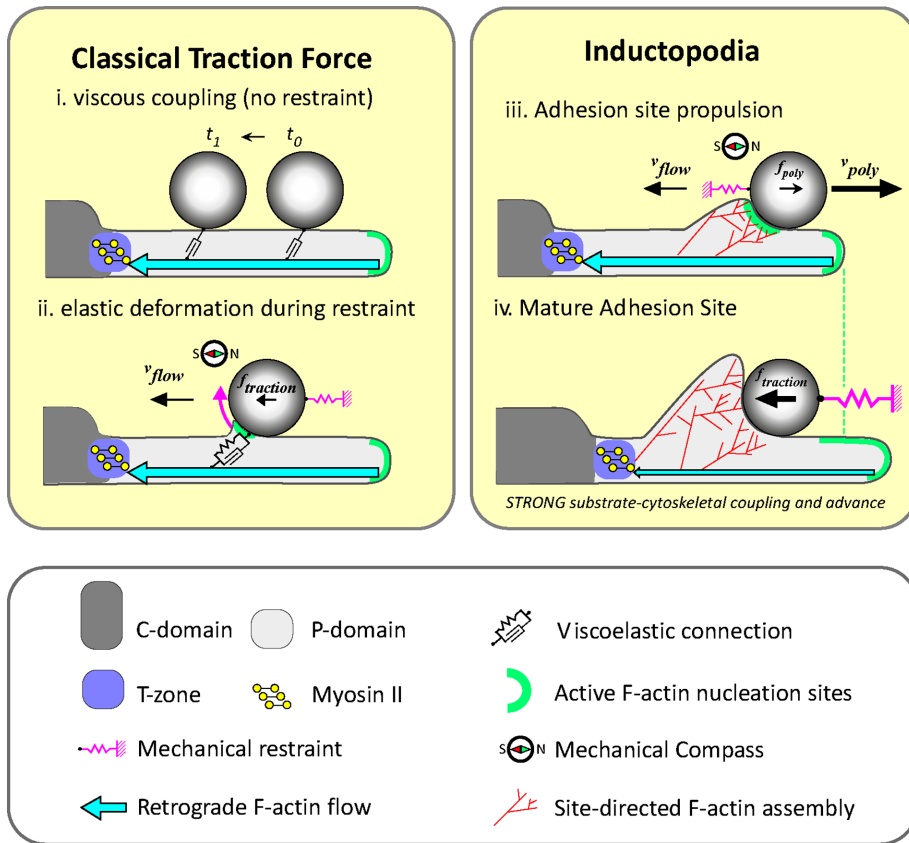 Classical Traction Force
i. viscous coupling (no restraint)
t1 t0
ii. elastic deformation during restraint
S N
vflow
ftraction
Inductopodia
iii. Adhesion site propulsion
S N
vflow
fpoly
vpoly
iv. Mature Adhesion Site
ftraction
STRONG substrate-cytoskeletal coupling and advance
C-domain
P-domain
Viscoelastic connection
T-zone
Myosin II
Active F-actin nucleation sites
Mechanical restraint
S N
Mechanical Compass
Retrograde F-actin flow
Site-directed F-actin assembly